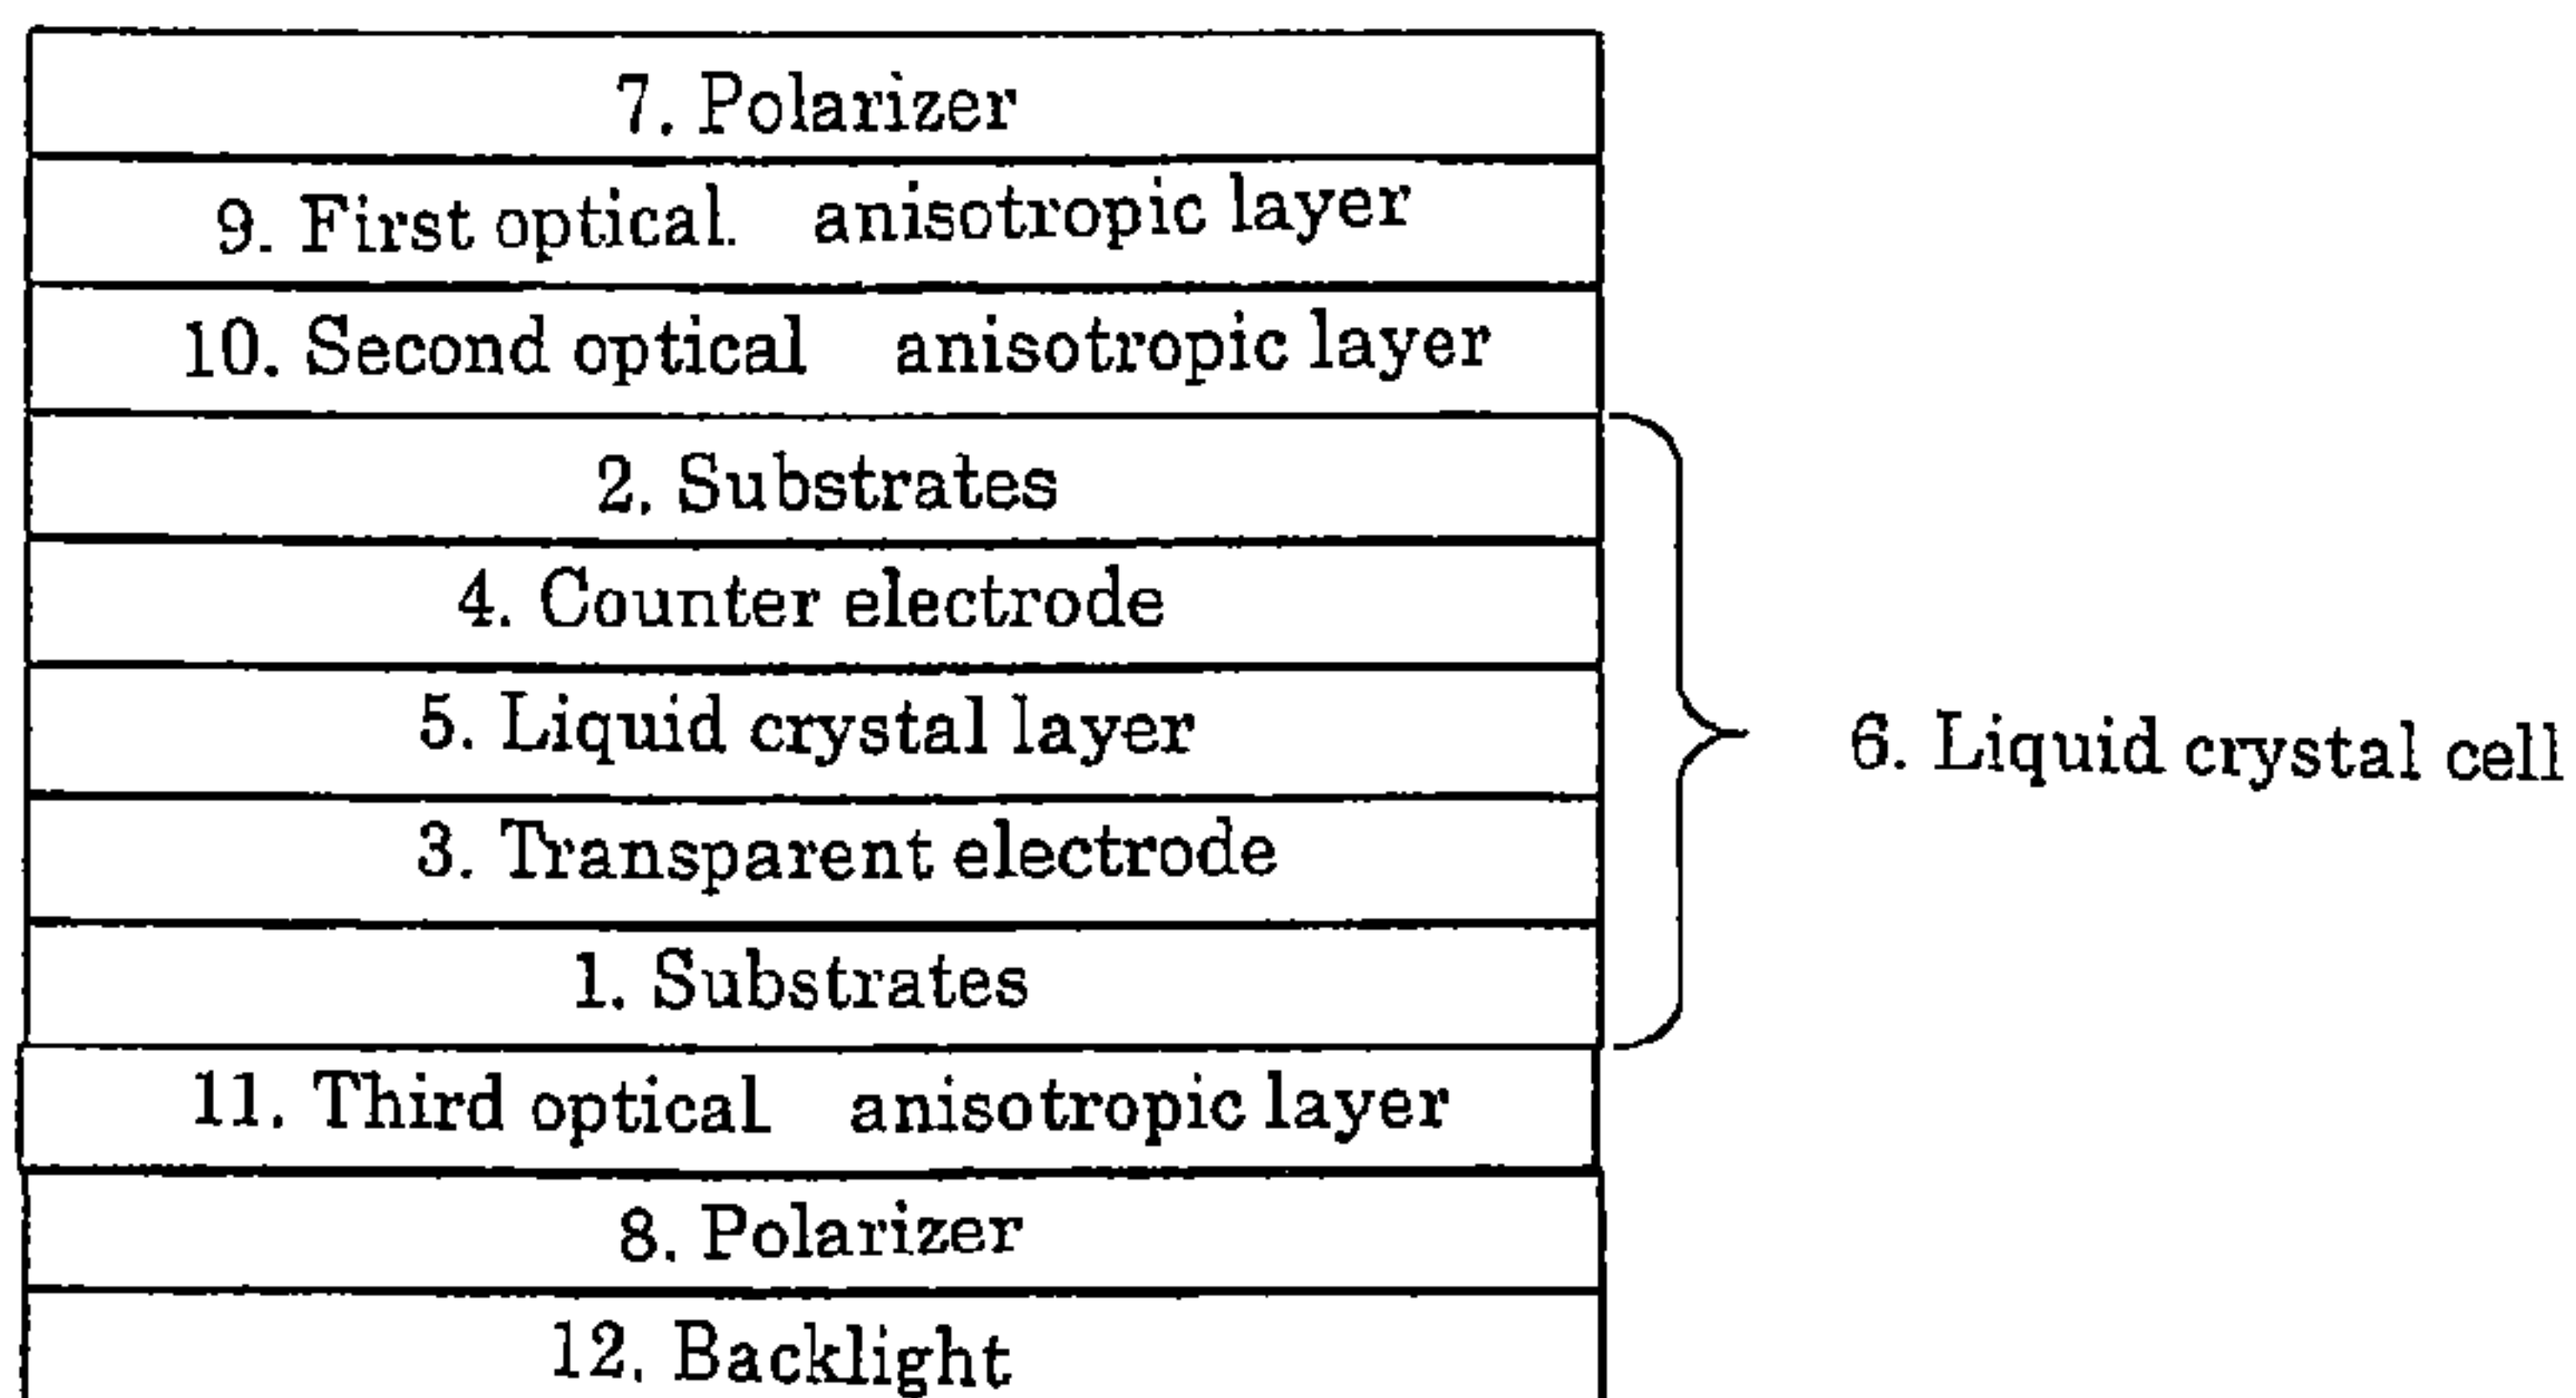 7. Polarizer
9. First optical. anisotropic layer
10. Second optical anisotropic layer
2. Substrates
4. Counter electrode
5. Liquid crystal layer
6. Liquid crystal cell
3. Transparent electrode
1. Substrates
11. Third optical anisotropic layer
8. Polarizer
12. Backlight